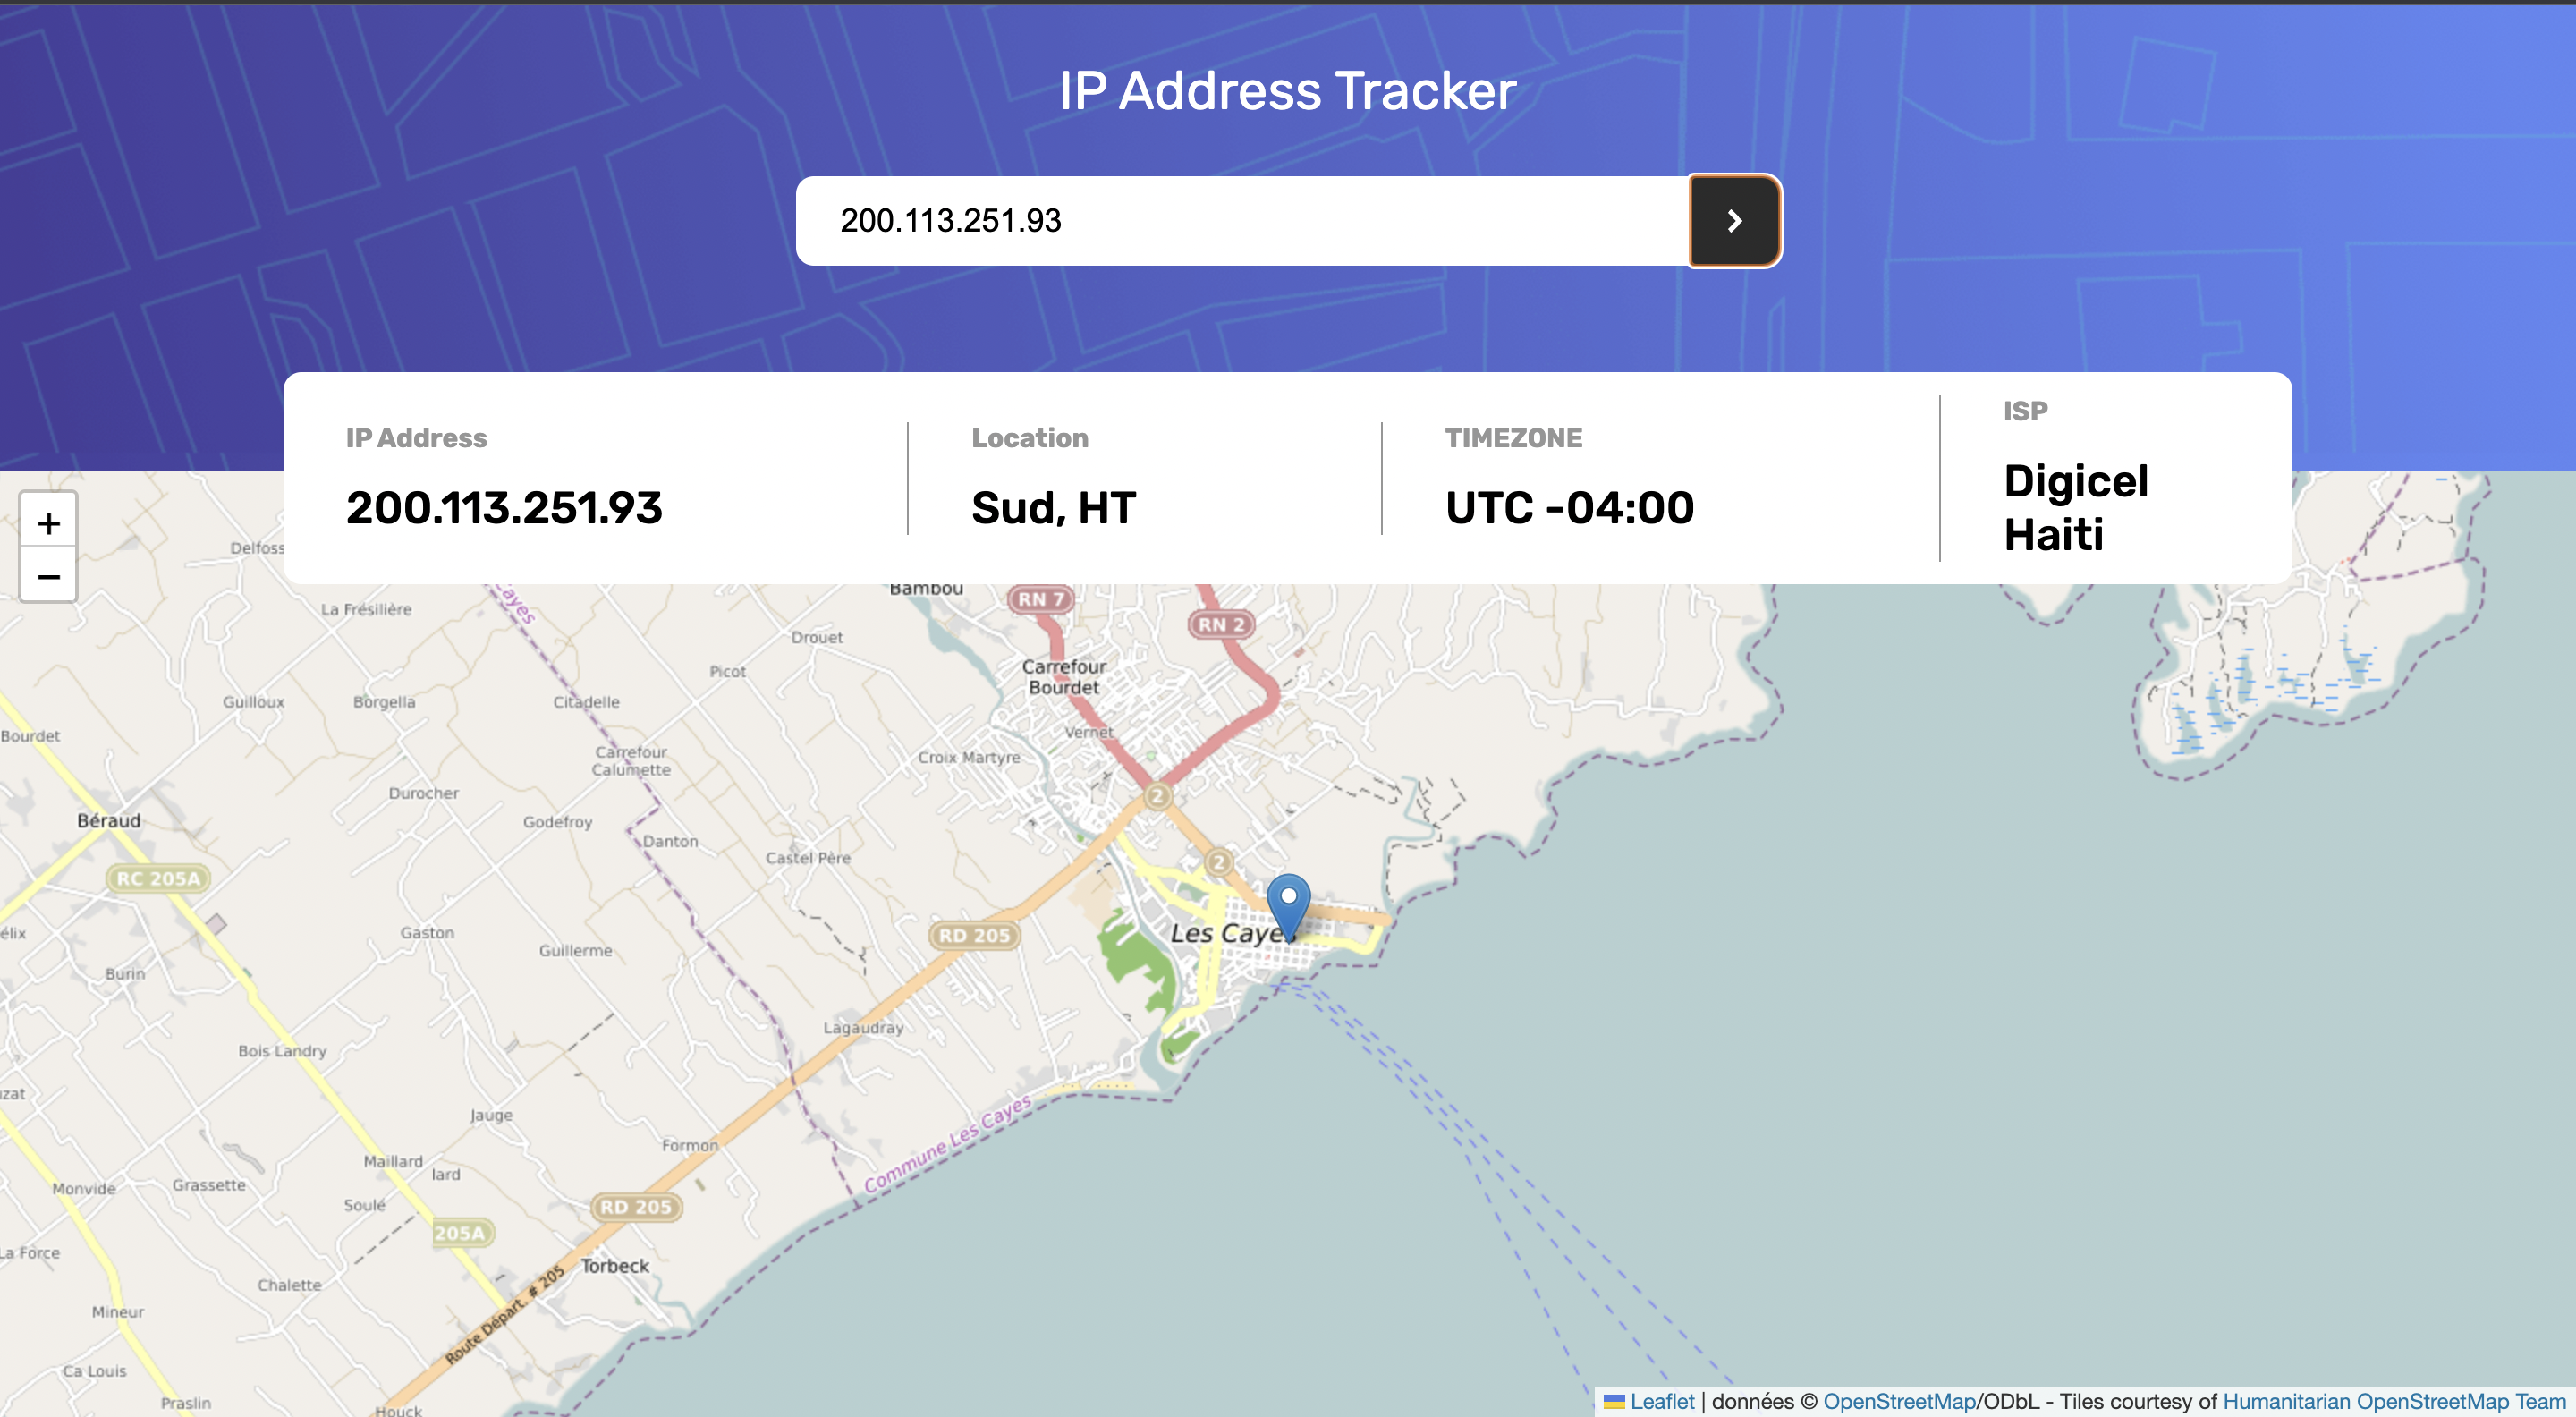 IP Address Tracker
200.113.251.93
IP Address
200.113.251.93
Location
Sud, HT
TIMEZONE
UTC -04:00
ISP
Digicel
Haiti
+
−
Delfoss
Cayes
Bambou
RN 7
RN 2
La Frésilière
Drouet
Picot
Carrefour
Bourdet
Guilloux
Borgella
Citadelle
Bourdet
Vernet
Carrefour
Calumette
Croix Martyre
Durocher
2
Béraud
Godefroy
Danton
Castel Père
2
RC 205A
élix
Gaston
Guillerme
RD 205
Les Cayes
Burin
Lagaudray
Bois Landry
zat
Jauge
Formon
Commune Les Cayes
Maillard
lard
Monvide
Grassette
Soulé
RD 205
205A
La Force
Torbeck
Chalette
Route Départ. # 205
Mineur
Ca Louis
Praslin
Houck
Leaflet | données © OpenStreetMap/ODbL - Tiles courtesy of Humanitarian OpenStreetMap Team